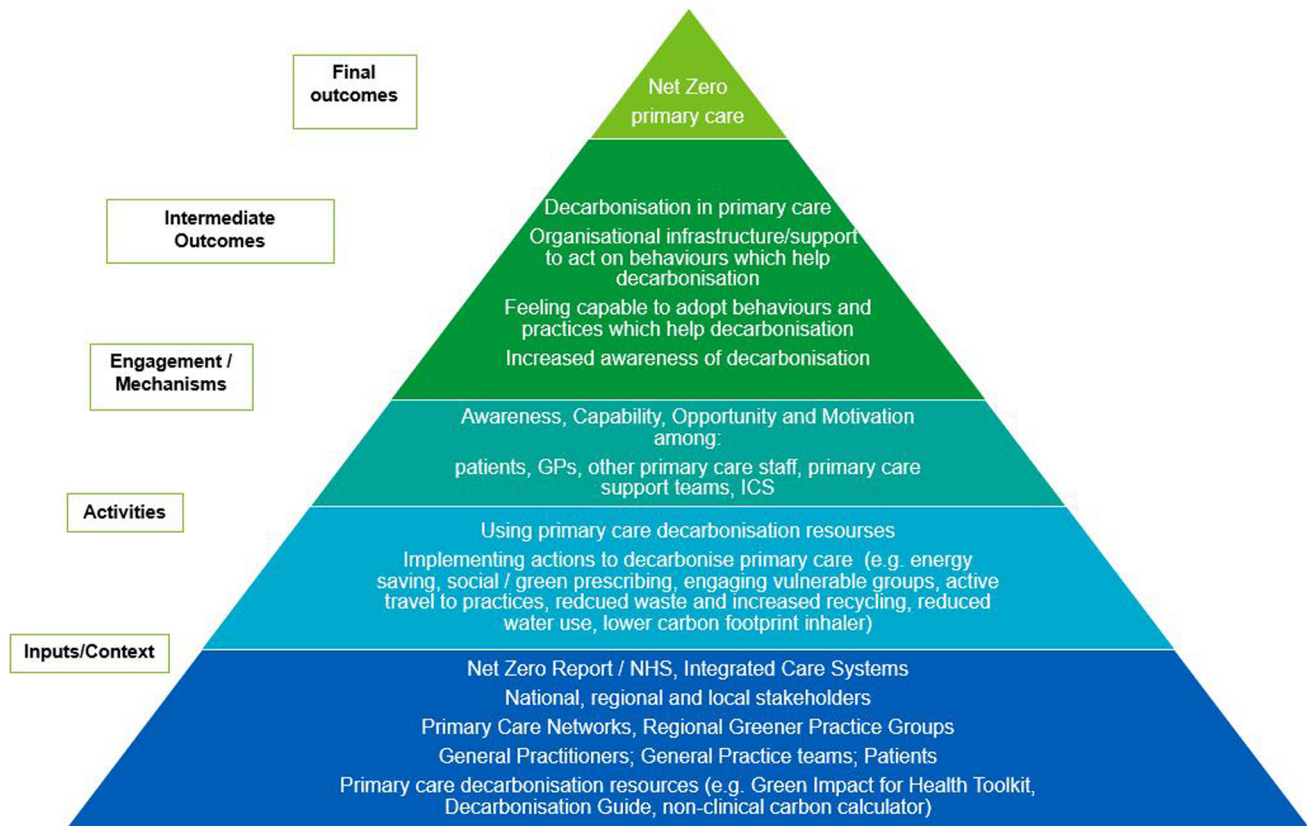 Final
outcomes
Net Zero
primary care
Intermediate
Outcomes
Decarbonisation in primary care
Organisational infrastructure/support
to act on behaviours which help
decarbonisation
Feeling capable to adopt behaviours and
practices which help decarbonisation
Increased awareness of decarbonisation
Engagement /
Mechanisms
Awareness, Capability, Opportunity and Motivation
among:
patients, GPs, other primary care staff, primary care
support teams, ICS
Activities
Using primary care decarbonisation resourses
Implementing actions to decarbonise primary care (e.g. energy
saving, social / green prescribing, engaging vulnerable groups, active
travel to practices, redcued waste and increased recycling, reduced
water use, lower carbon footprint inhaler)
Inputs/Context
Net Zero Report / NHS, Integrated Care Systems
National, regional and local stakeholders
Primary Care Networks, Regional Greener Practice Groups
General Practitioners; General Practice teams; Patients
Primary care decarbonisation resources (e.g. Green Impact for Health Toolkit,
Decarbonisation Guide, non-clinical carbon calculator)